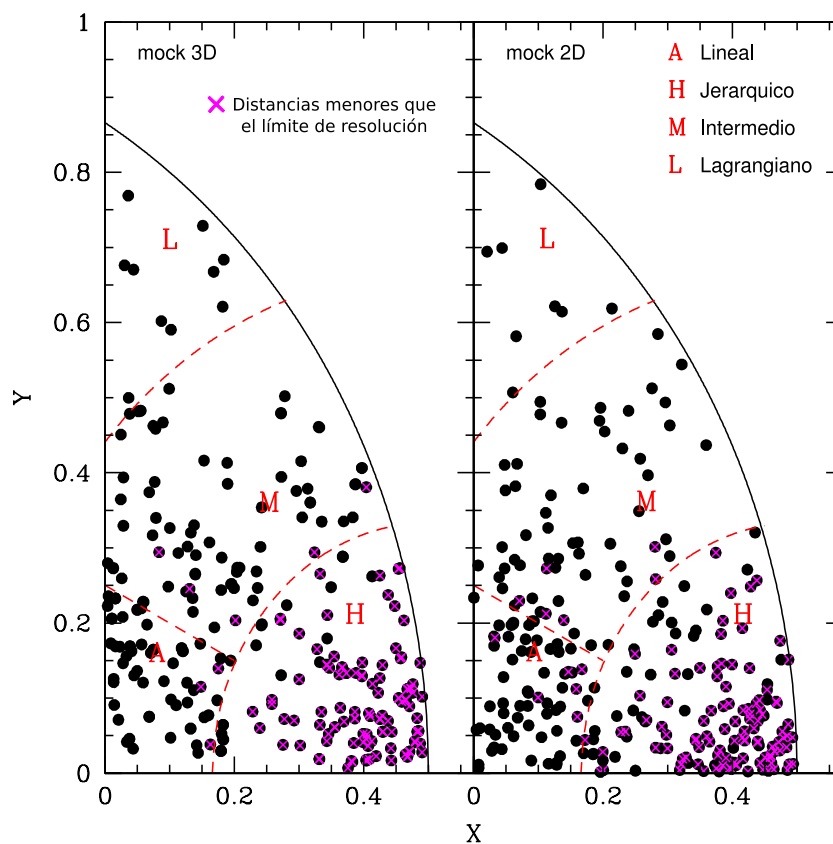 1
mock 3D
mock 2D
A Lineal
H Jerarquico
M Intermedio
L Lagrangiano
Distancias menores que
el límite de resolución
0.8
0.6
0.4
0.2
0
Y
L
M
H
A
L
M
H
A
0 0.2 0.4 0 0.2 0.4
X